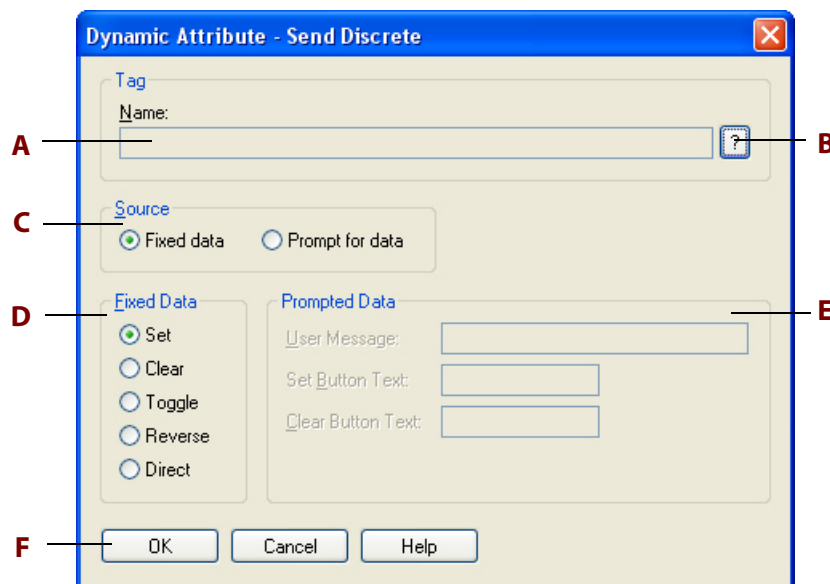 Dynamic Attribute - Send Discrete
Tag
Name:
A
?
B
Source
C
Fixed data
Prompt for data
Fixed Data
Prompted Data
D
E
Set
User Message:
Clear
Set Button Text:
Toggle
Clear Button Text:
Reverse
Direct
F
OK
Cancel
Help